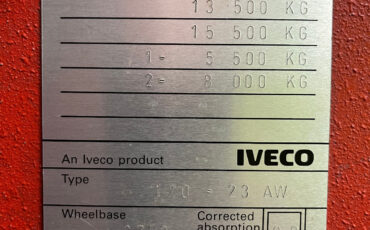 13 500 KG
15 500 KG
1= 5 500 KG
2= 8 000 KG
An Iveco product IVECO
Type
23 AW
Wheelbase Corrected
absorption